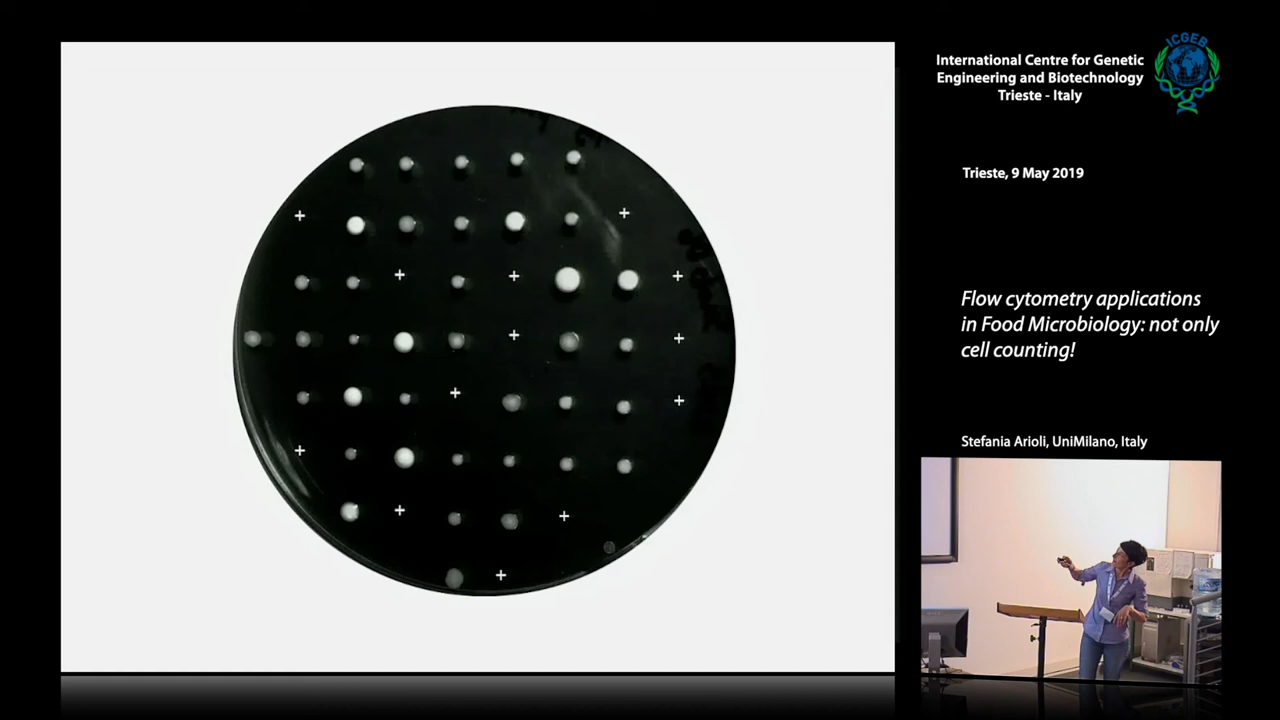 International Centre for Genetic
Engineering and Biotechnology
Trieste - Italy
ICGEB
Trieste, 9 May 2019
Flow cytometry applications
in Food Microbiology: not only
cell counting!
Stefania Arioli, UniMilano, Italy